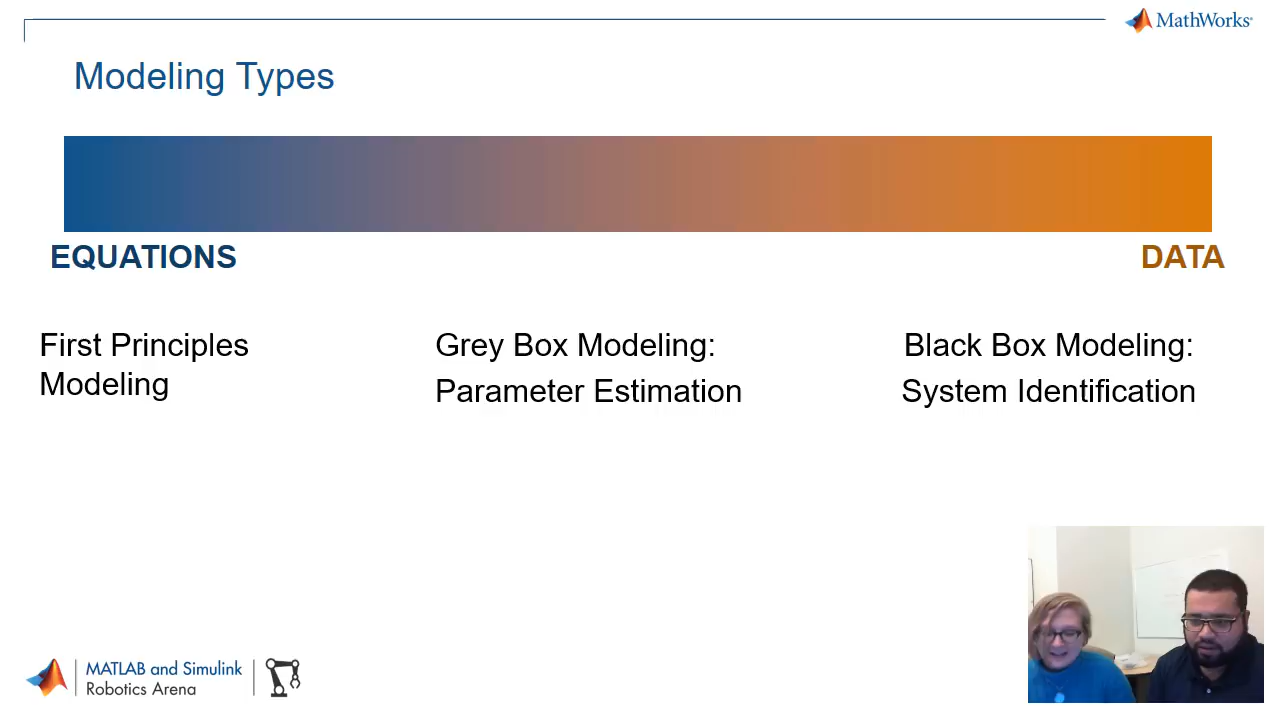 MathWorks®
Modeling Types
EQUATIONS
DATA
First Principles
Modeling
Grey Box Modeling:
Parameter Estimation
Black Box Modeling:
System Identification
MATLAB and Simulink
Robotics Arena